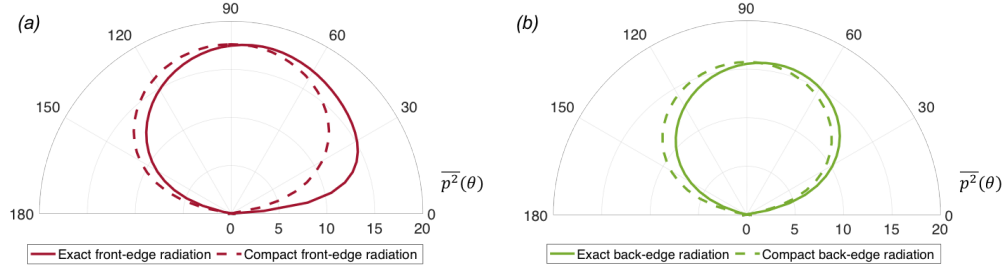 (a)
90
120
60
150
30
180
0
0 5 10 15 20
p²(θ)
Exact front-edge radiation
Compact front-edge radiation
(b)
90
120
60
150
30
180
0
0 5 10 15 20
p²(θ)
Exact back-edge radiation
Compact back-edge radiation